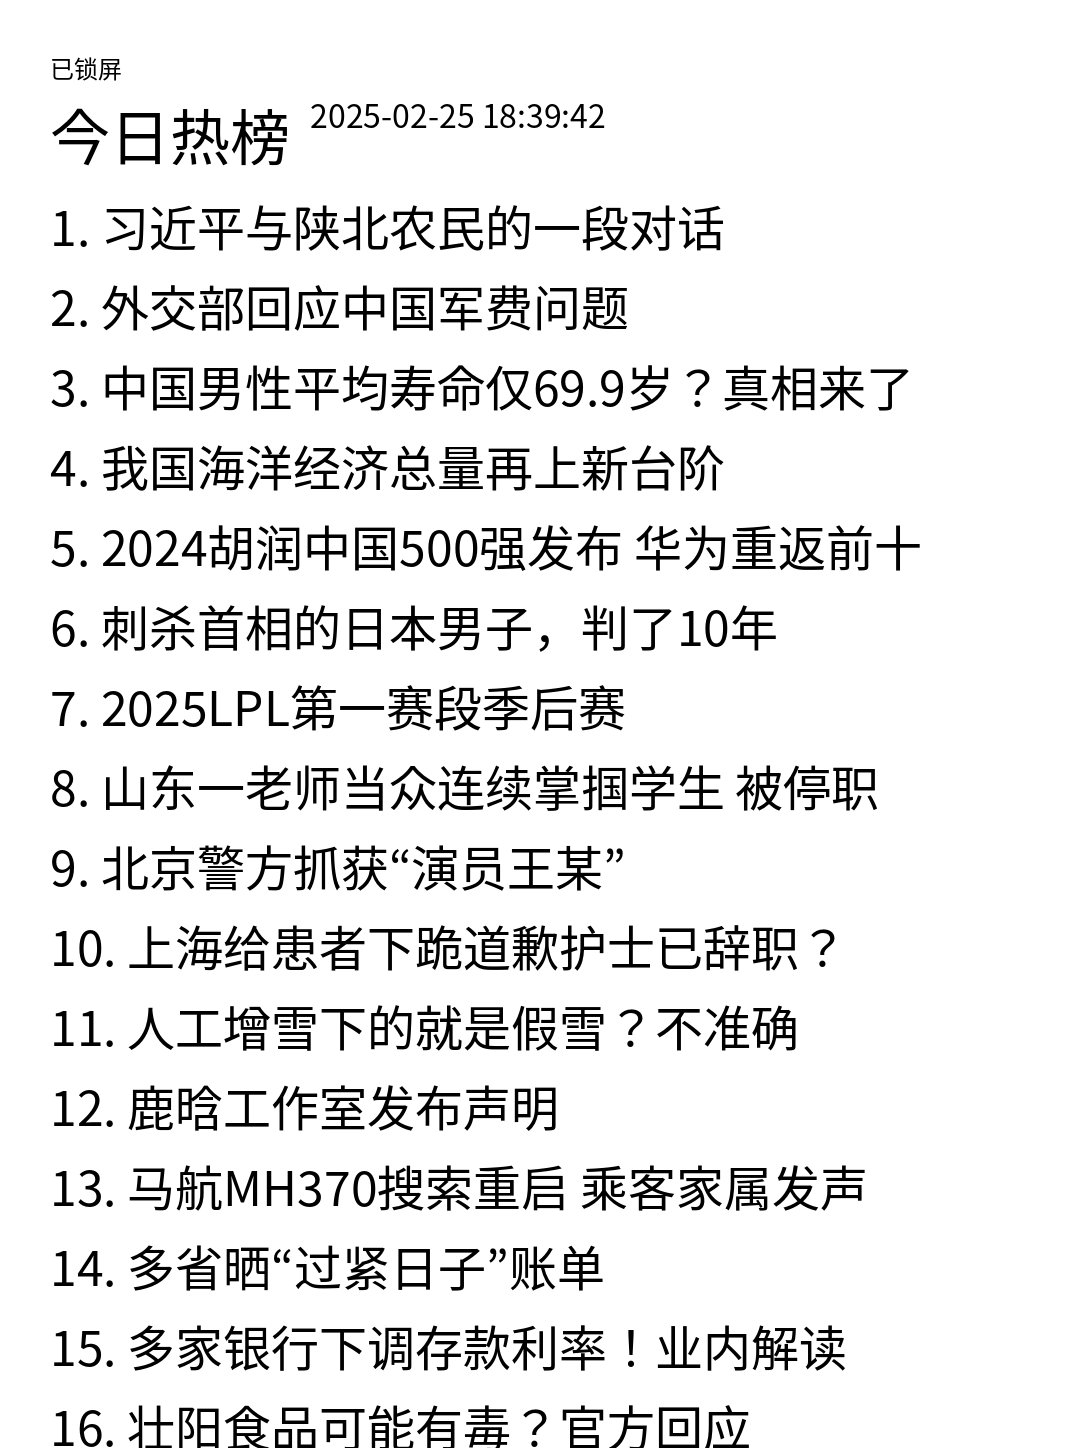 已锁屏
今日热榜 2025-02-25 18:39:42
1. 习近平与陕北农民的一段对话
2. 外交部回应中国军费问题
3. 中国男性平均寿命仅69.9岁？真相来了
4. 我国海洋经济总量再上新台阶
5. 2024胡润中国500强发布 华为重返前十
6. 刺杀首相的日本男子，判了10年
7. 2025LPL第一赛段季后赛
8. 山东一老师当众连续掌掴学生 被停职
9. 北京警方抓获“演员王某”
10. 上海给患者下跪道歉护士已辞职？
11. 人工增雪下的就是假雪？不准确
12. 鹿晗工作室发布声明
13. 马航MH370搜索重启 乘客家属发声
14. 多省晒“过紧日子”账单
15. 多家银行下调存款利率！业内解读
16. 壮阳食品可能有毒？官方回应